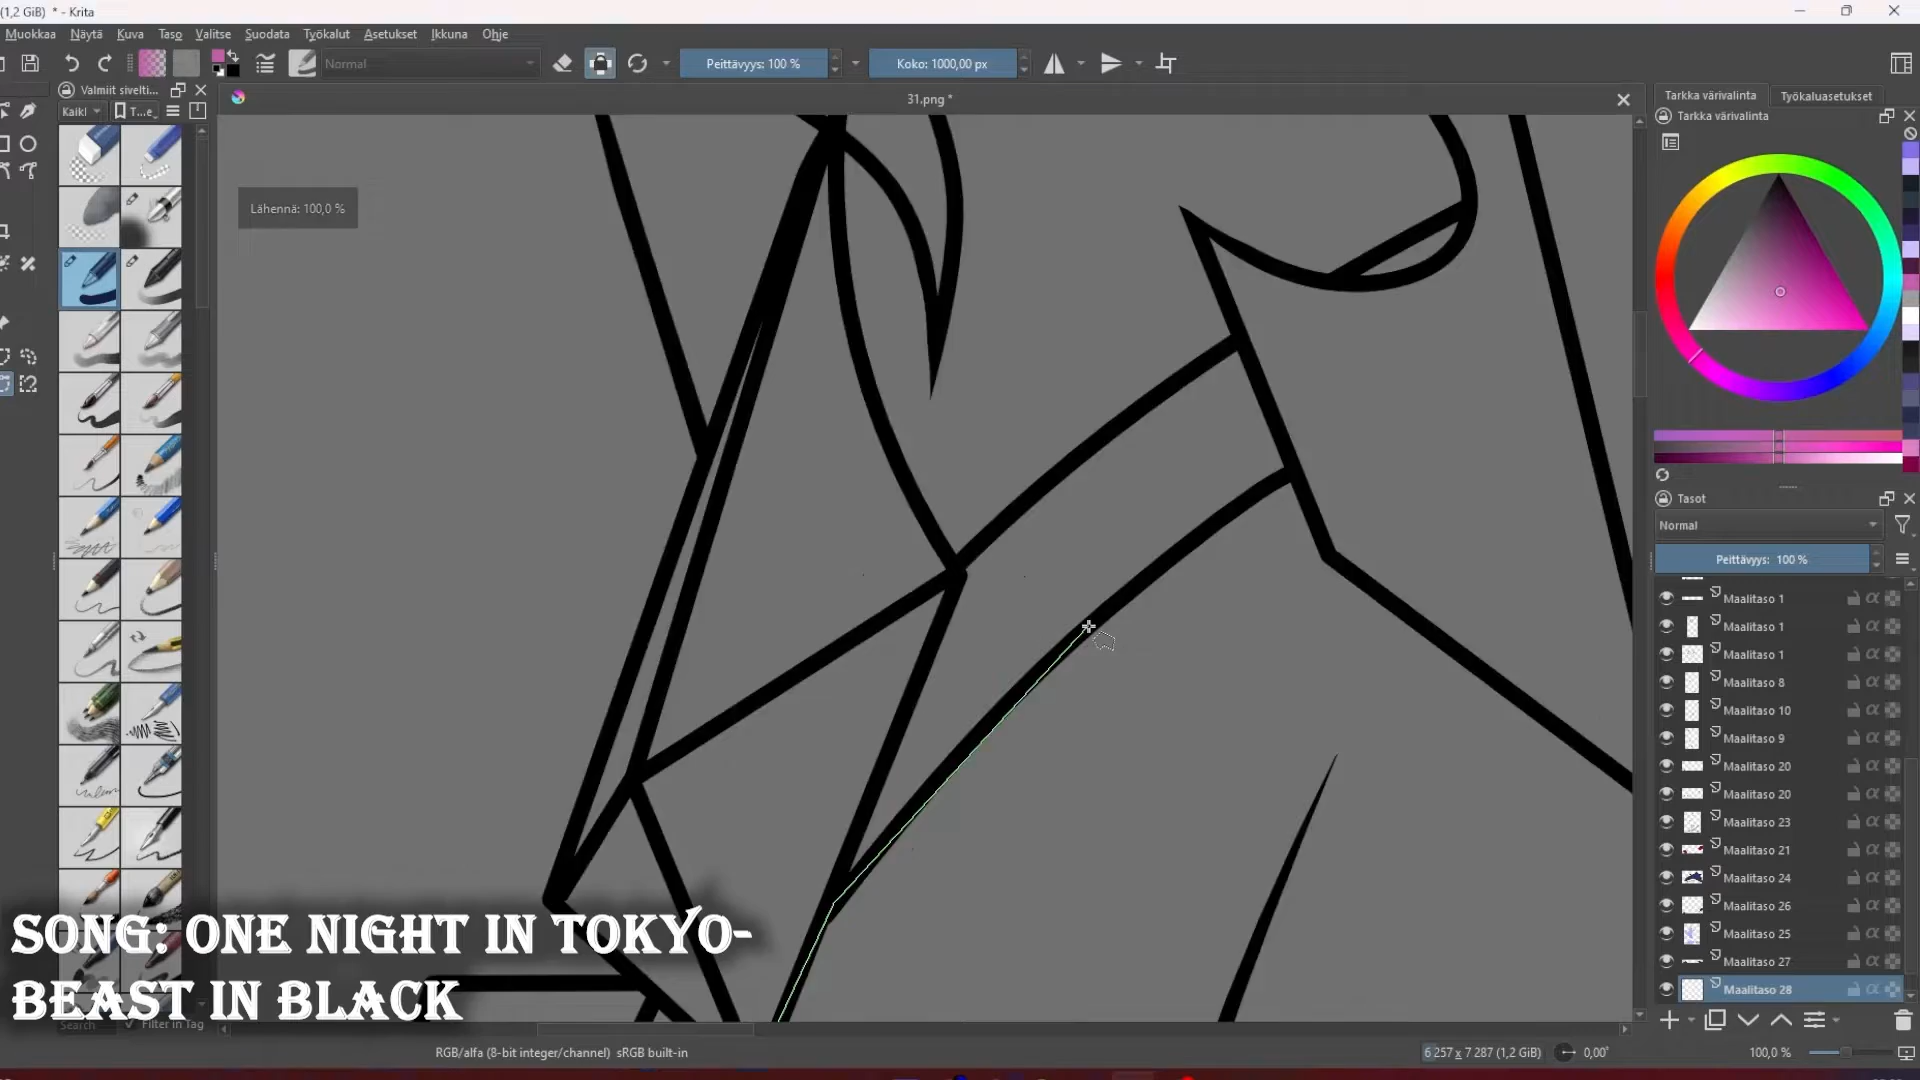 (1,2 GiB) * - Krita
Muokkaa Näytä Kuva Taso Valitse Suodata Työkalut Asetukset Ikkuna Ohje
Normal
Peittävyys: 100 %
Koko: 1000,00 px
Valmiit sivelti...
Kaikl
T...e
31.png *
Tarkka värivalinta
Työkaluasetukset
Tarkka värivalinta
Lähennä: 100,0 %
Tasot
Normal
Peittävyys: 100 %
Maalitaso 1
Maalitaso 1
Maalitaso 1
Maalitaso 8
Maalitaso 10
Maalitaso 9
Maalitaso 20
Maalitaso 20
Maalitaso 23
Maalitaso 21
Maalitaso 24
Maalitaso 26
Maalitaso 25
Maalitaso 27
Maalitaso 28
SONG: ONE NIGHT IN TOKYO-
BEAST IN BLACK
Search
Filter in Tag
RGB/alfa (8-bit integer/channel) sRGB built-in
6 257 x 7 287 (1,2 GiB)
0,00°
100,0 %